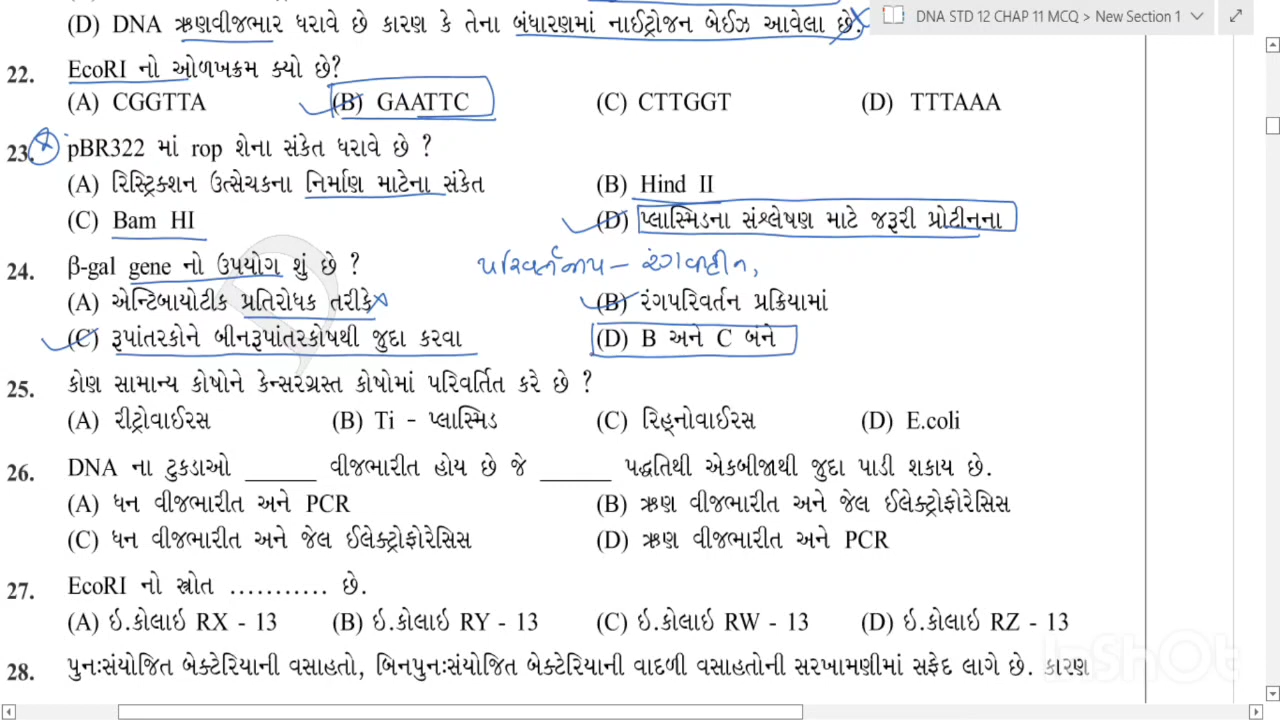 (D) DNA ઋણવીજભાર ધરાવે છે કારણ કે તેના બંધારણમાં નાઈટ્રોજન બેઈઝ આવેલા છે.
DNA STD 12 CHAP 11 MCQ > New Section 1
22. EcoRI નો ઓળખક્રમ ક્યો છે?
(A) CGGTTA (B) GAATTC (C) CTTGGT (D) TTTAAA
23. pBR322 માં rop શેના સંકેત ધરાવે છે ?
(A) રિસ્ટ્રિક્શન ઉત્સેચકના નિર્માણ માટેના સંકેત (B) Hind II
(C) Bam HI (D) પ્લાસ્મિડના સંશ્લેષણ માટે જરૂરી પ્રોટીનના
24. β-gal gene નો ઉપયોગ શું છે ?
(A) એન્ટિબાયોટીક પ્રતિરોધક તરીકે (B) રંગપરિવર્તન પ્રક્રિયામાં
(C) રૂપાંતરકોને બીનરૂપાંતરકોષથી જુદા કરવા (D) B અને C બંને
25. કોણ સામાન્ય કોષોને કેન્સરગ્રસ્ત કોષોમાં પરિવર્તિત કરે છે ?
(A) રીટ્રોવાઈરસ (B) Ti - પ્લાસ્મિડ (C) રિહ્નોવાઈરસ (D) E.coli
26. DNA ના ટુકડાઓ ______ વીજભારીત હોય છે જે ______ પદ્ધતિથી એકબીજાથી જુદા પાડી શકાય છે.
(A) ધન વીજભારીત અને PCR (B) ઋણ વીજભારીત અને જેલ ઈલેક્ટ્રોફોરેસિસ
(C) ધન વીજભારીત અને જેલ ઈલેક્ટ્રોફોરેસિસ (D) ઋણ વીજભારીત અને PCR
27. EcoRI નો સ્ત્રોત ........... છે.
(A) ઇ.કોલાઇ RX - 13 (B) ઇ.કોલાઇ RY - 13 (C) ઇ.કોલાઇ RW - 13 (D) ઇ.કોલાઇ RZ - 13
InShOt
28. પુનઃસંયોજિત બેક્ટેરિયાની વસાહતો, બિનપુનઃસંયોજિત બેક્ટેરિયાની વાદળી વસાહતોની સરખામણીમાં સફેદ લાગે છે. કારણ